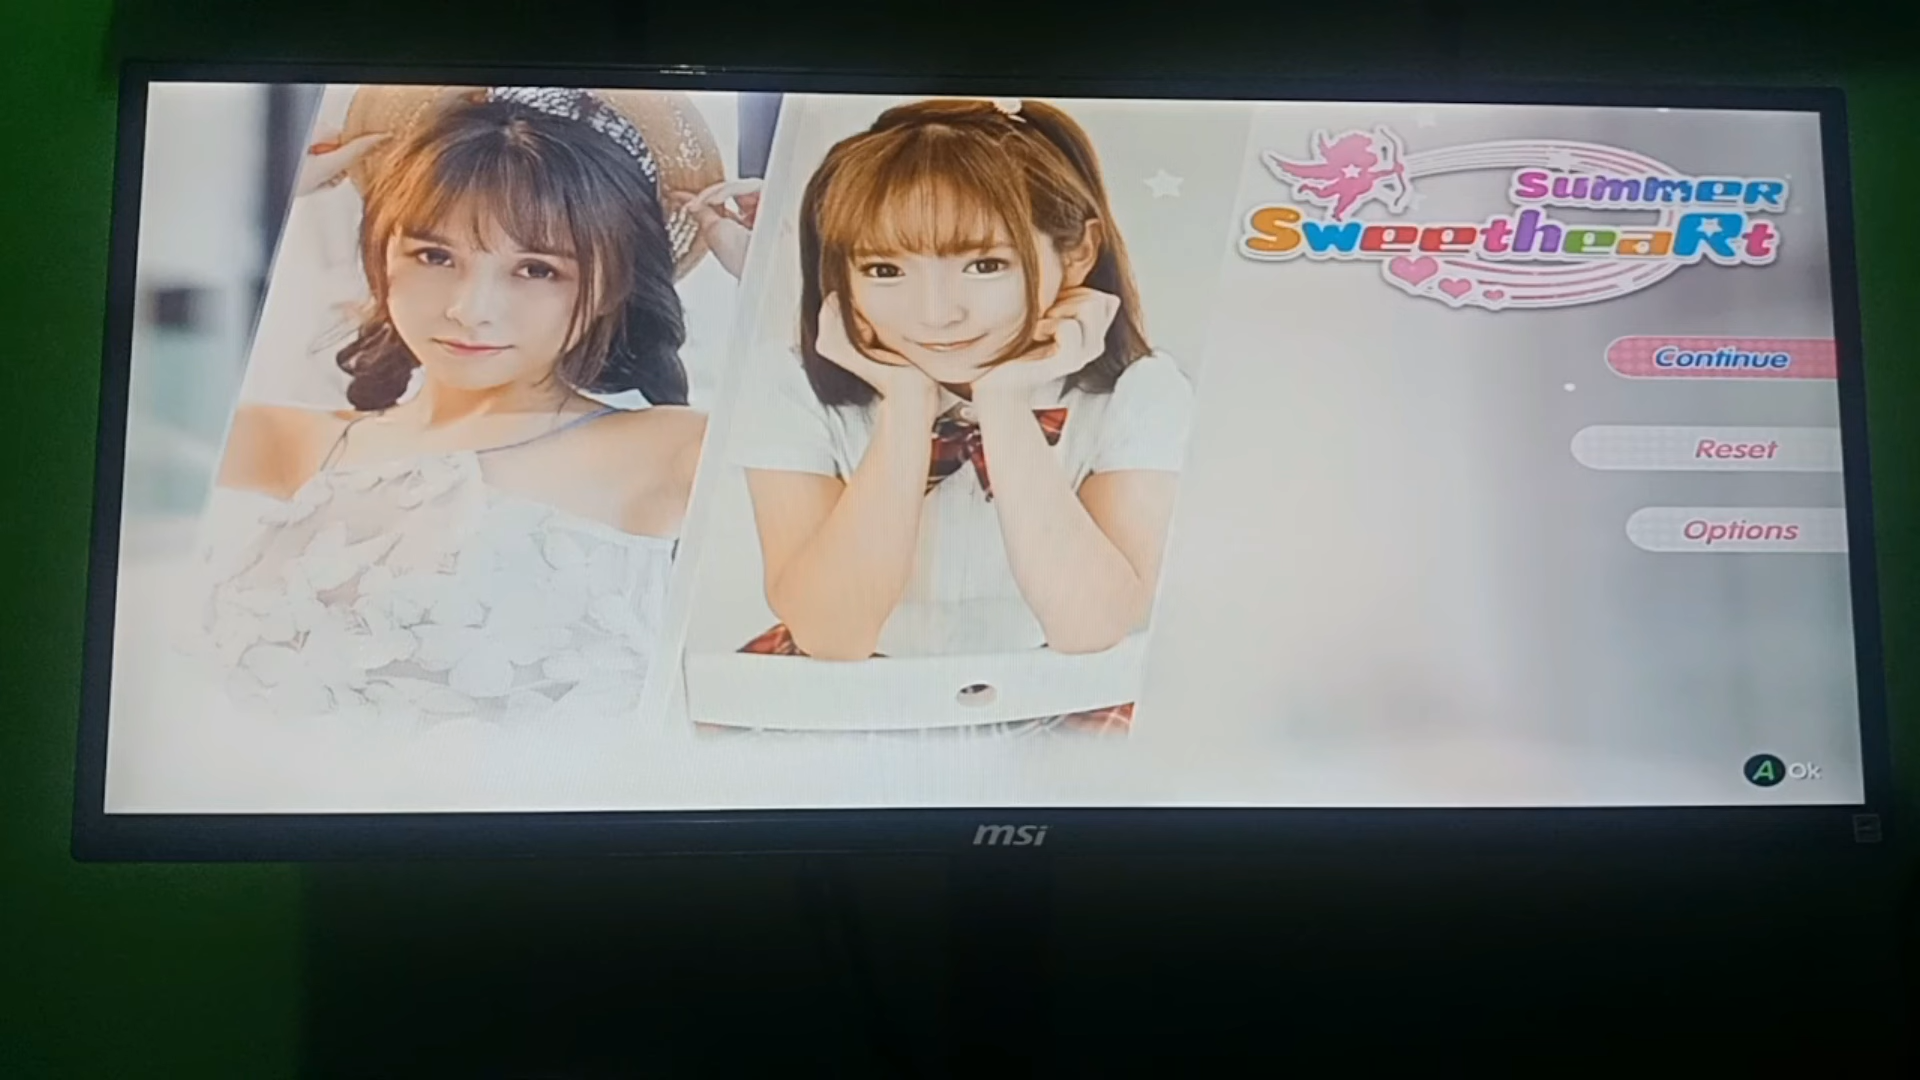 Summer
SweetheaRt
Continue
Reset
Options
A Ok
msi